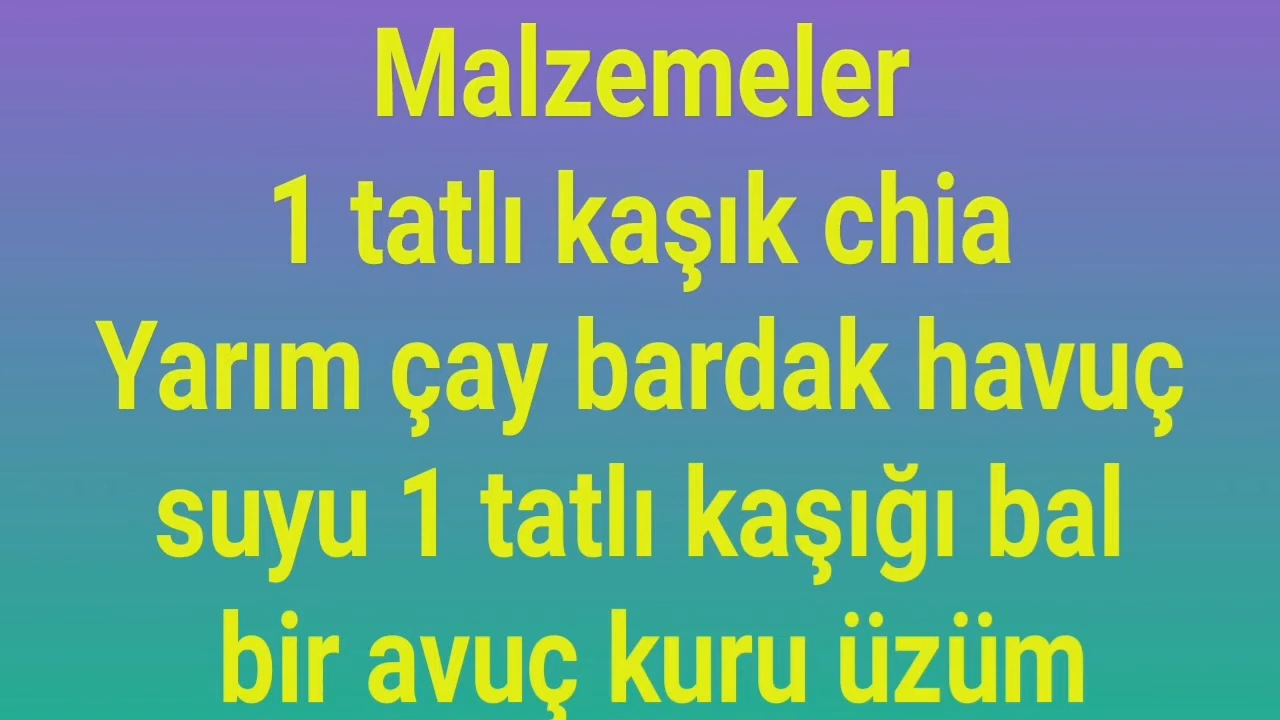 Malzemeler
1 tatlı kaşık chia
Yarım çay bardak havuç
suyu 1 tatlı kaşığı bal
bir avuç kuru üzüm